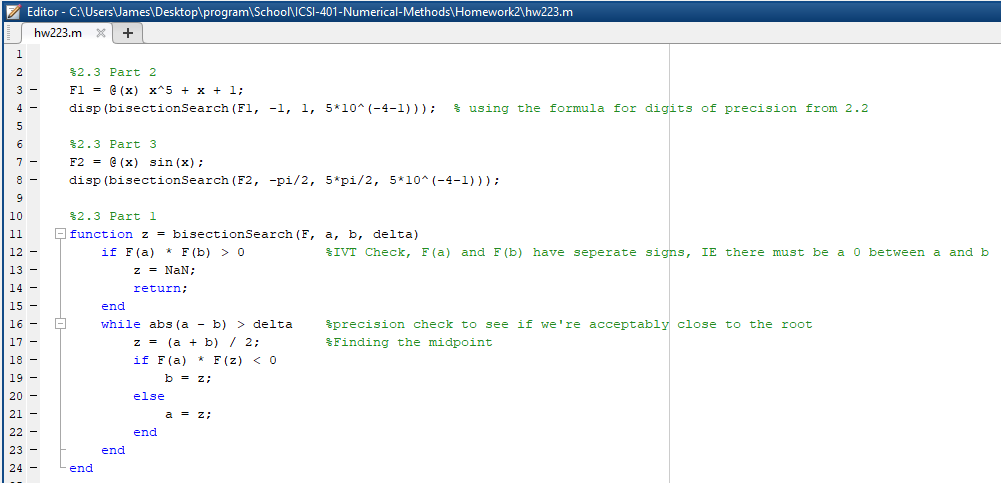 Editor - C:\Users\James\Desktop\program\School\ICSI-401-Numerical-Methods\Homework2\hw223.m
hw223.m
1
2 %2.3 Part 2
3 - F1 = @(x) x^5 + x + 1;
4 - disp(bisectionSearch(F1, -1, 1, 5*10^(-4-1))); % using the formula for digits of precision from 2.2
5
6 %2.3 Part 3
7 - F2 = @(x) sin(x);
8 - disp(bisectionSearch(F2, -pi/2, 5*pi/2, 5*10^(-4-1)));
9
10 %2.3 Part 1
11 function z = bisectionSearch(F, a, b, delta)
12 - if F(a) * F(b) > 0 %IVT Check, F(a) and F(b) have seperate signs, IE there must be a 0 between a and b
13 - z = NaN;
14 - return;
15 - end
16 - while abs(a - b) > delta %precision check to see if we're acceptably close to the root
17 - z = (a + b) / 2; %Finding the midpoint
18 - if F(a) * F(z) < 0
19 - b = z;
20 - else
21 - a = z;
22 - end
23 - end
24 - end